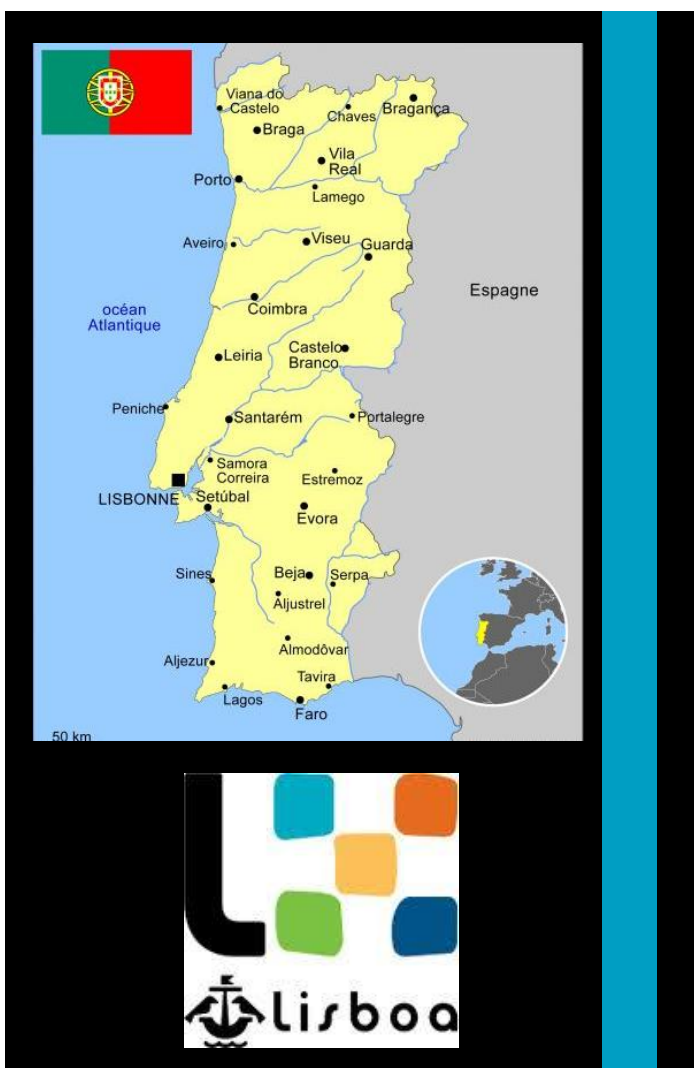 Viana do
Castelo
Chaves
Bragança
Braga
Vila
Real
Porto
Lamego
Aveiro
Viseu
Guarda
Espagne
océan
Atlantique
Coimbra
Leiria
Castelo
Branco
Peniche
Santarém
Portalegre
Samora
Correira
Estremoz
LISBONNE
Setúbal
Evora
Sines
Beja
Serpa
Aljustrel
Almodôvar
Aljezur
Tavira
Lagos
Faro
50 km
Lisboa